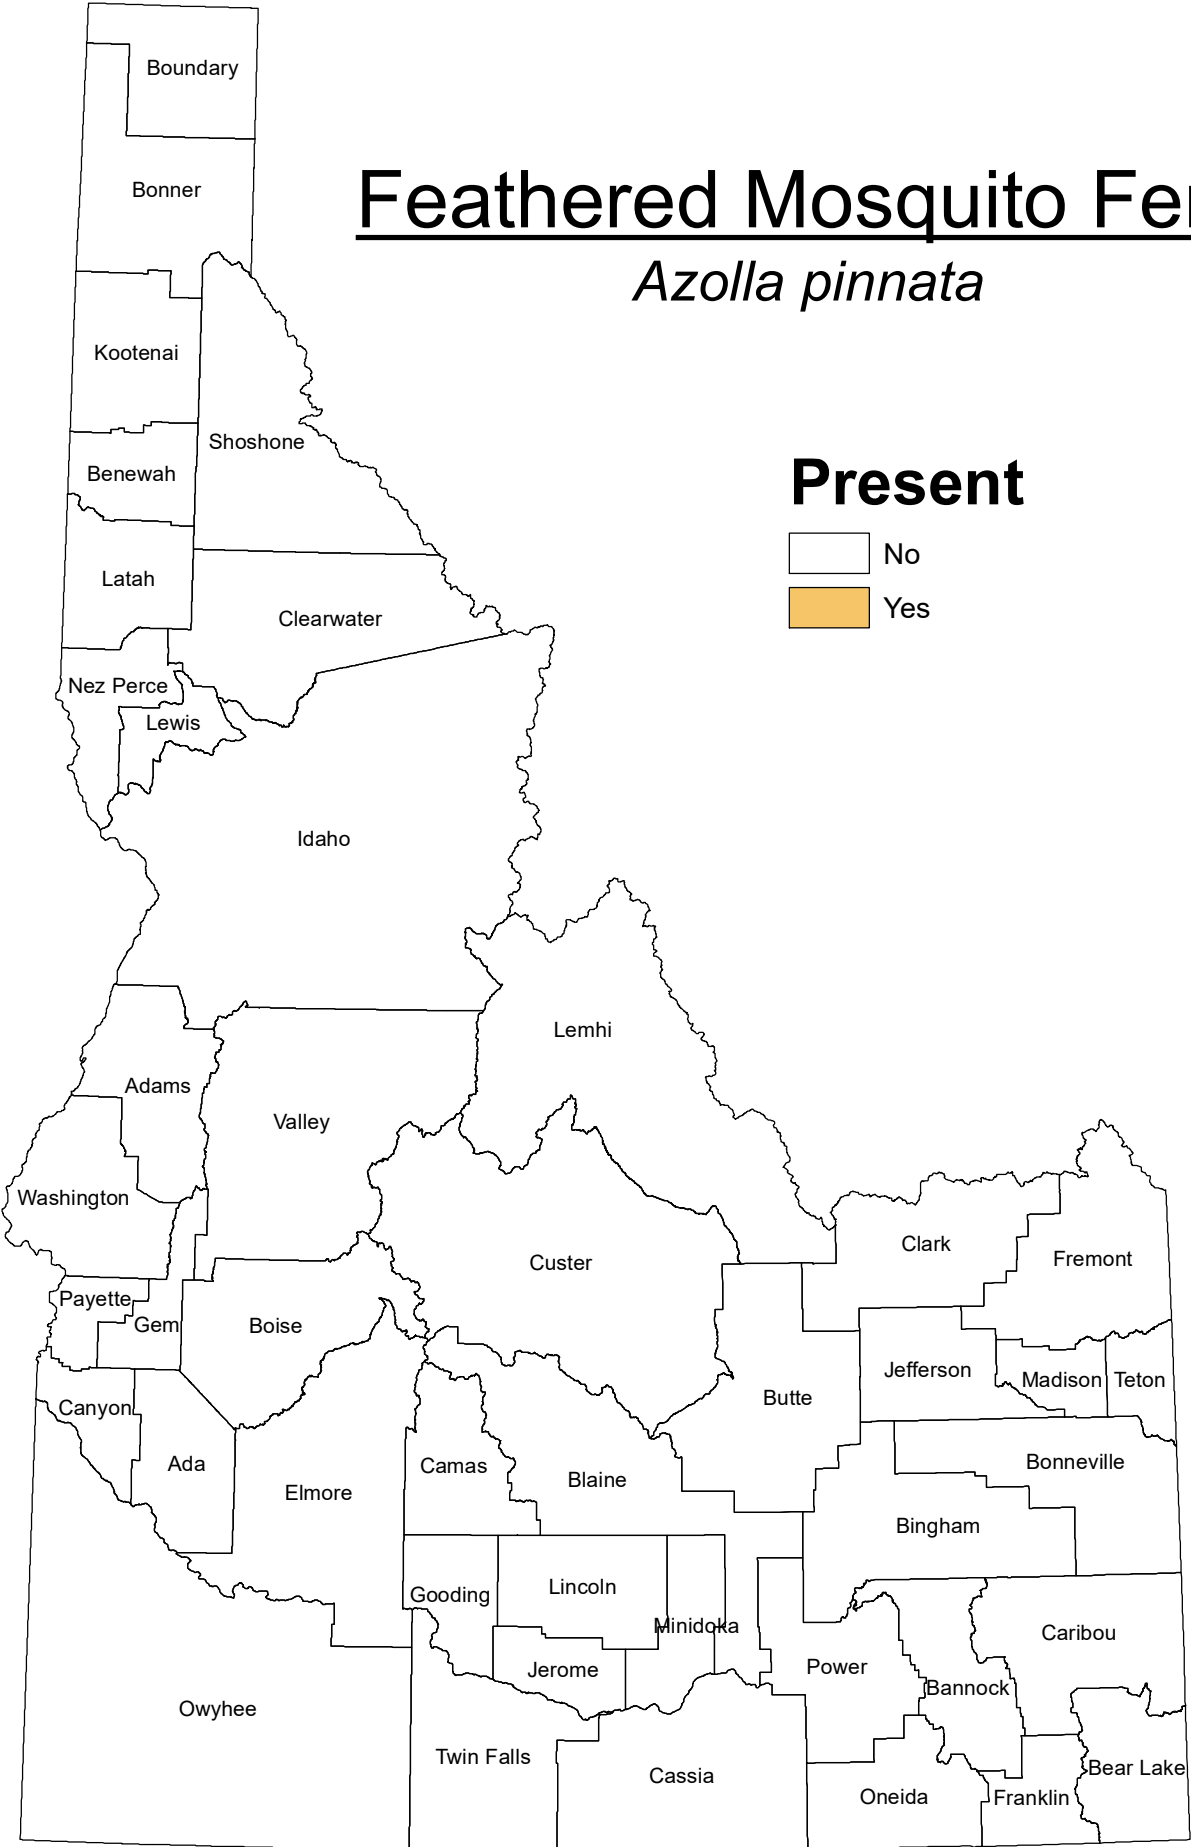 Boundary
Bonner
Feathered Mosquito Fe
Azolla pinnata
Kootenai
Shoshone
Benewah
Present
No
Latah
Yes
Clearwater
Nez Perce
Lewis
Idaho
Lemhi
Adams
Valley
Washington
Clark
Fremont
Custer
Payette
Gem
Boise
Jefferson
Madison
Teton
Butte
Canyon
Ada
Camas
Blaine
Bonneville
Elmore
Bingham
Gooding
Lincoln
Minidoka
Caribou
Jerome
Power
Bannock
Owyhee
Twin Falls
Cassia
Bear Lake
Oneida
Franklin